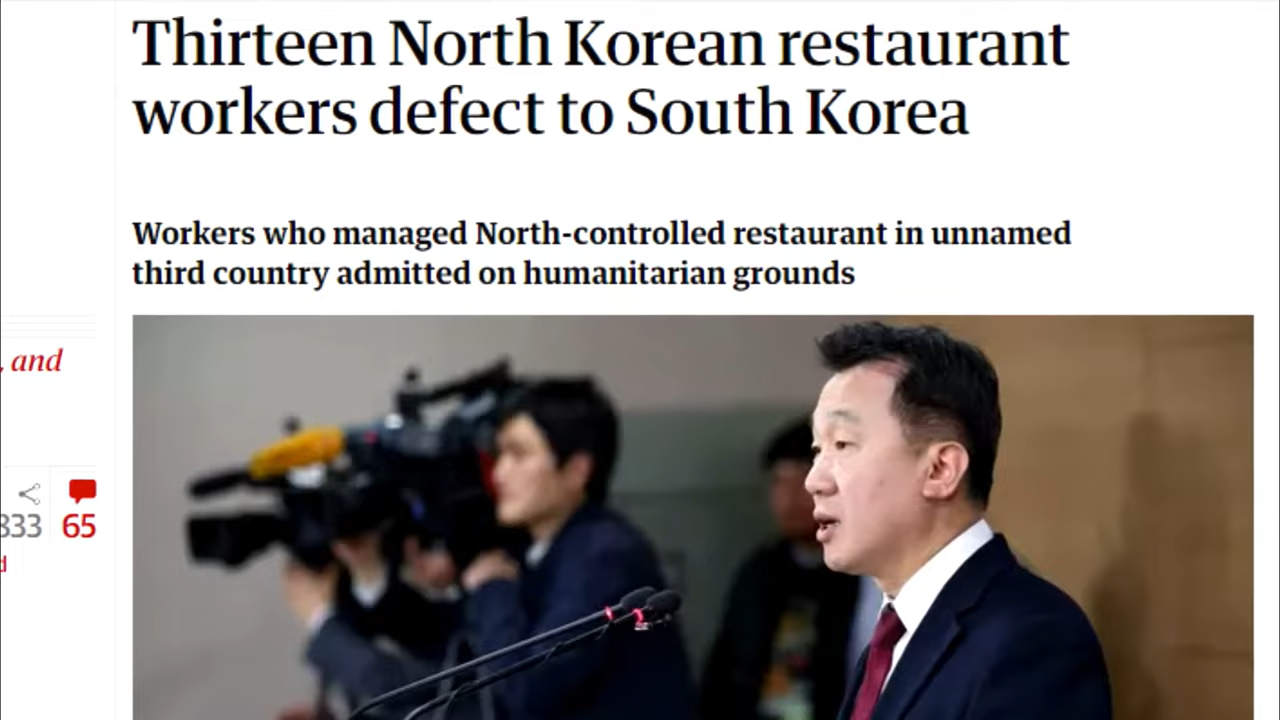 Thirteen North Korean restaurant
workers defect to South Korea
Workers who managed North-controlled restaurant in unnamed
third country admitted on humanitarian grounds
, and
833
65
d